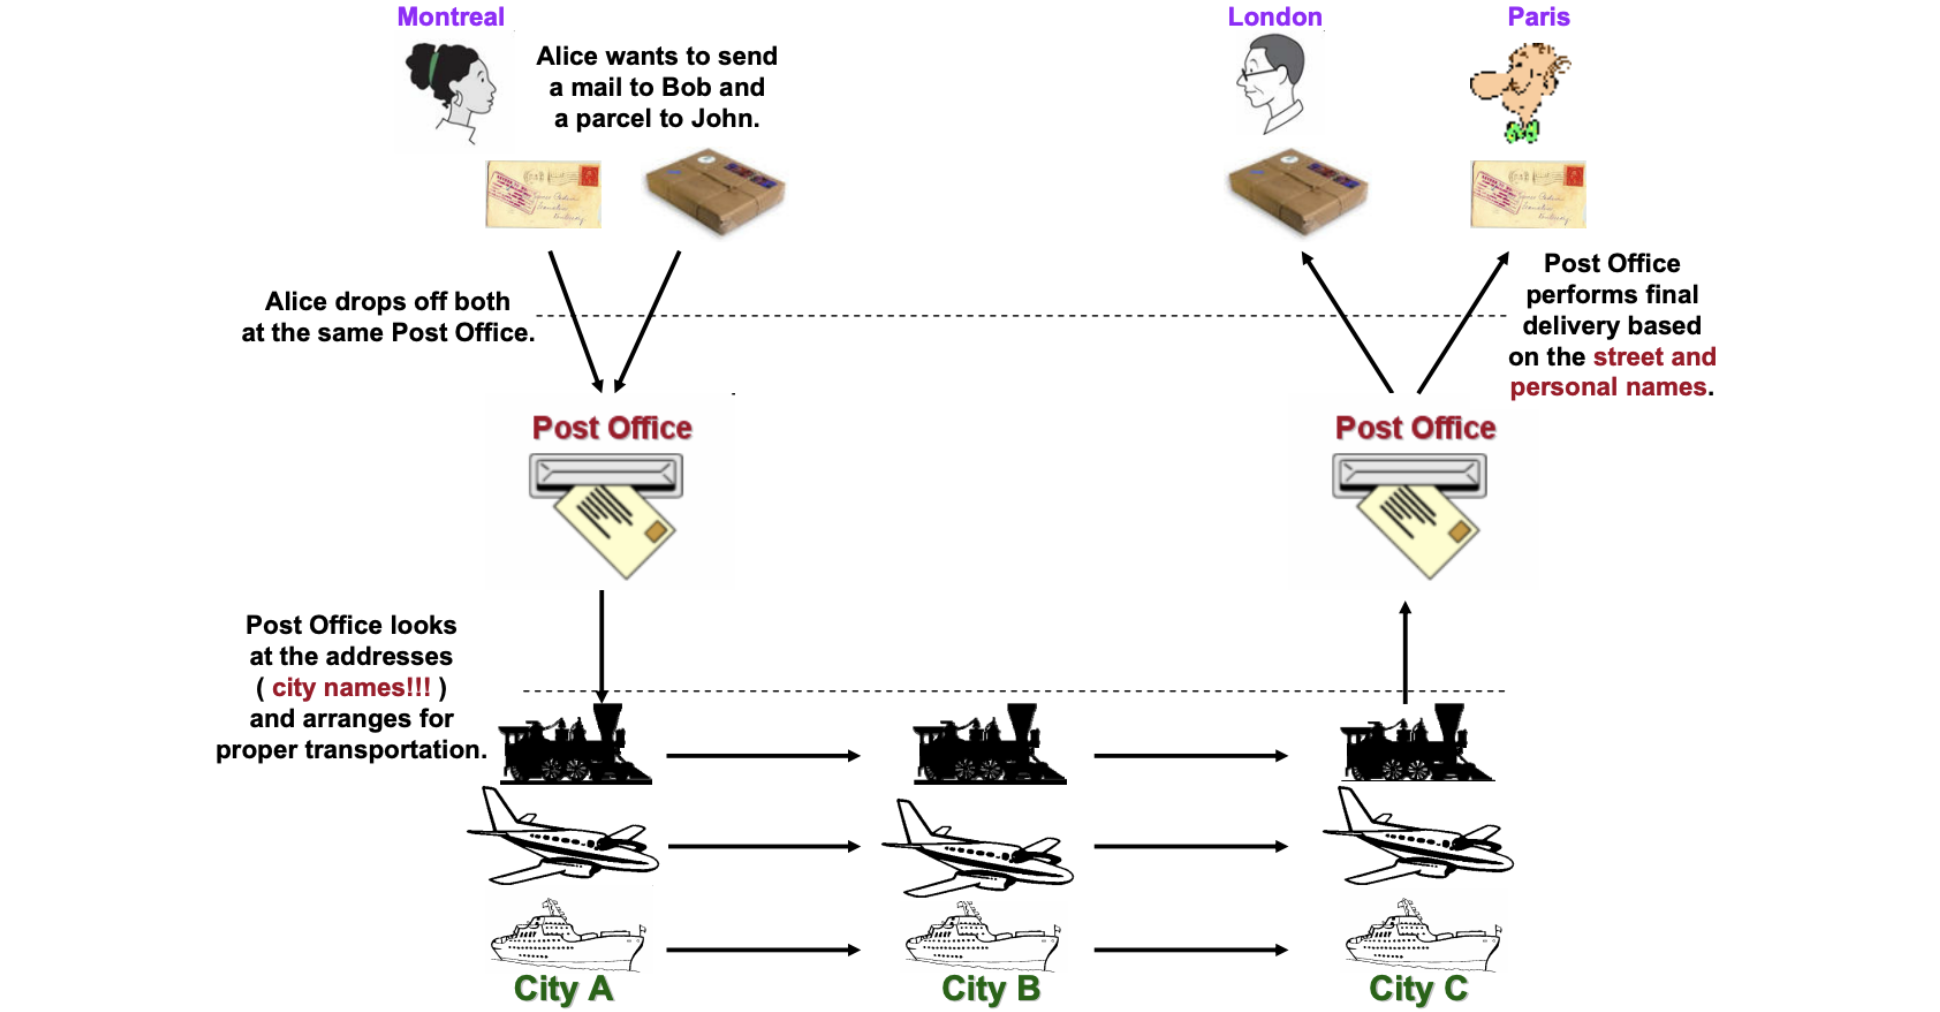 Montreal
London
Paris
Alice wants to send
a mail to Bob and
a parcel to John.
Alice drops off both
at the same Post Office.
Post Office
performs final
delivery based
on the street and
personal names.
Post Office
Post Office
Post Office looks
at the addresses
( city names!!! )
and arranges for
proper transportation.
City A
City B
City C